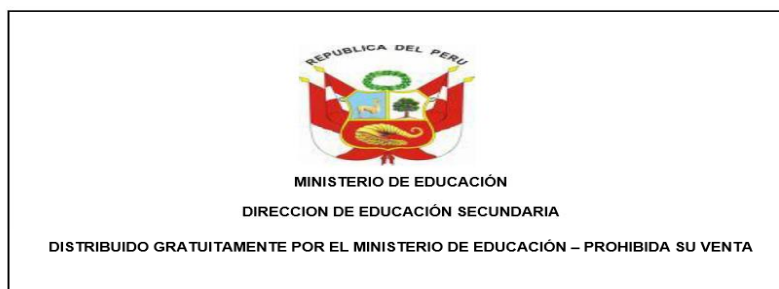 REPUBLICA DEL PERU
MINISTERIO DE EDUCACIÓN
DIRECCION DE EDUCACIÓN SECUNDARIA
DISTRIBUIDO GRATUITAMENTE POR EL MINISTERIO DE EDUCACIÓN – PROHIBIDA SU VENTA